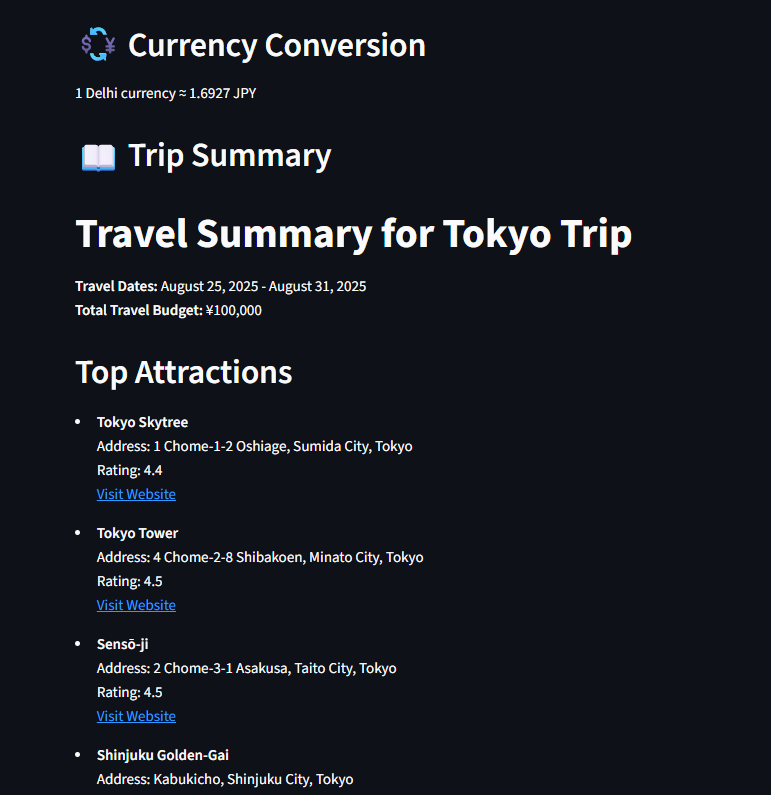 Currency Conversion
1 Delhi currency ≈ 1.6927 JPY
Trip Summary
Travel Summary for Tokyo Trip
Travel Dates: August 25, 2025 - August 31, 2025
Total Travel Budget: ¥100,000
Top Attractions
Tokyo Skytree
Address: 1 Chome-1-2 Oshiage, Sumida City, Tokyo
Rating: 4.4
Visit Website
Tokyo Tower
Address: 4 Chome-2-8 Shibakoen, Minato City, Tokyo
Rating: 4.5
Visit Website
Sensō-ji
Address: 2 Chome-3-1 Asakusa, Taito City, Tokyo
Rating: 4.5
Visit Website
Shinjuku Golden-Gai
Address: Kabukicho, Shinjuku City, Tokyo